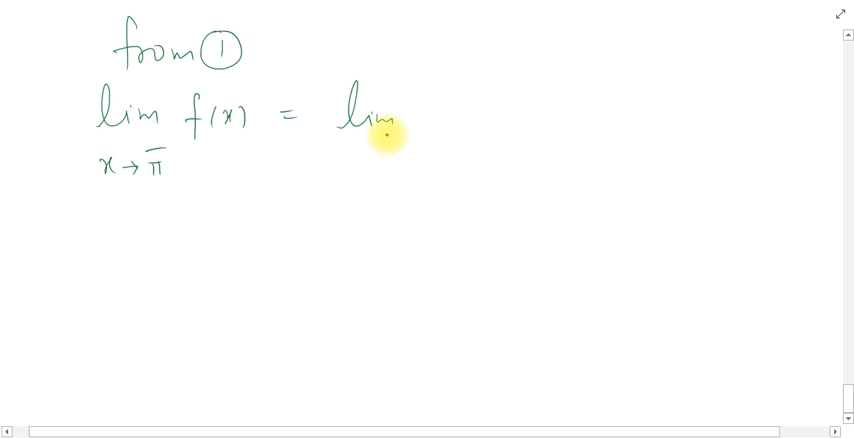 from ①
lim f(x) = lim
x → π